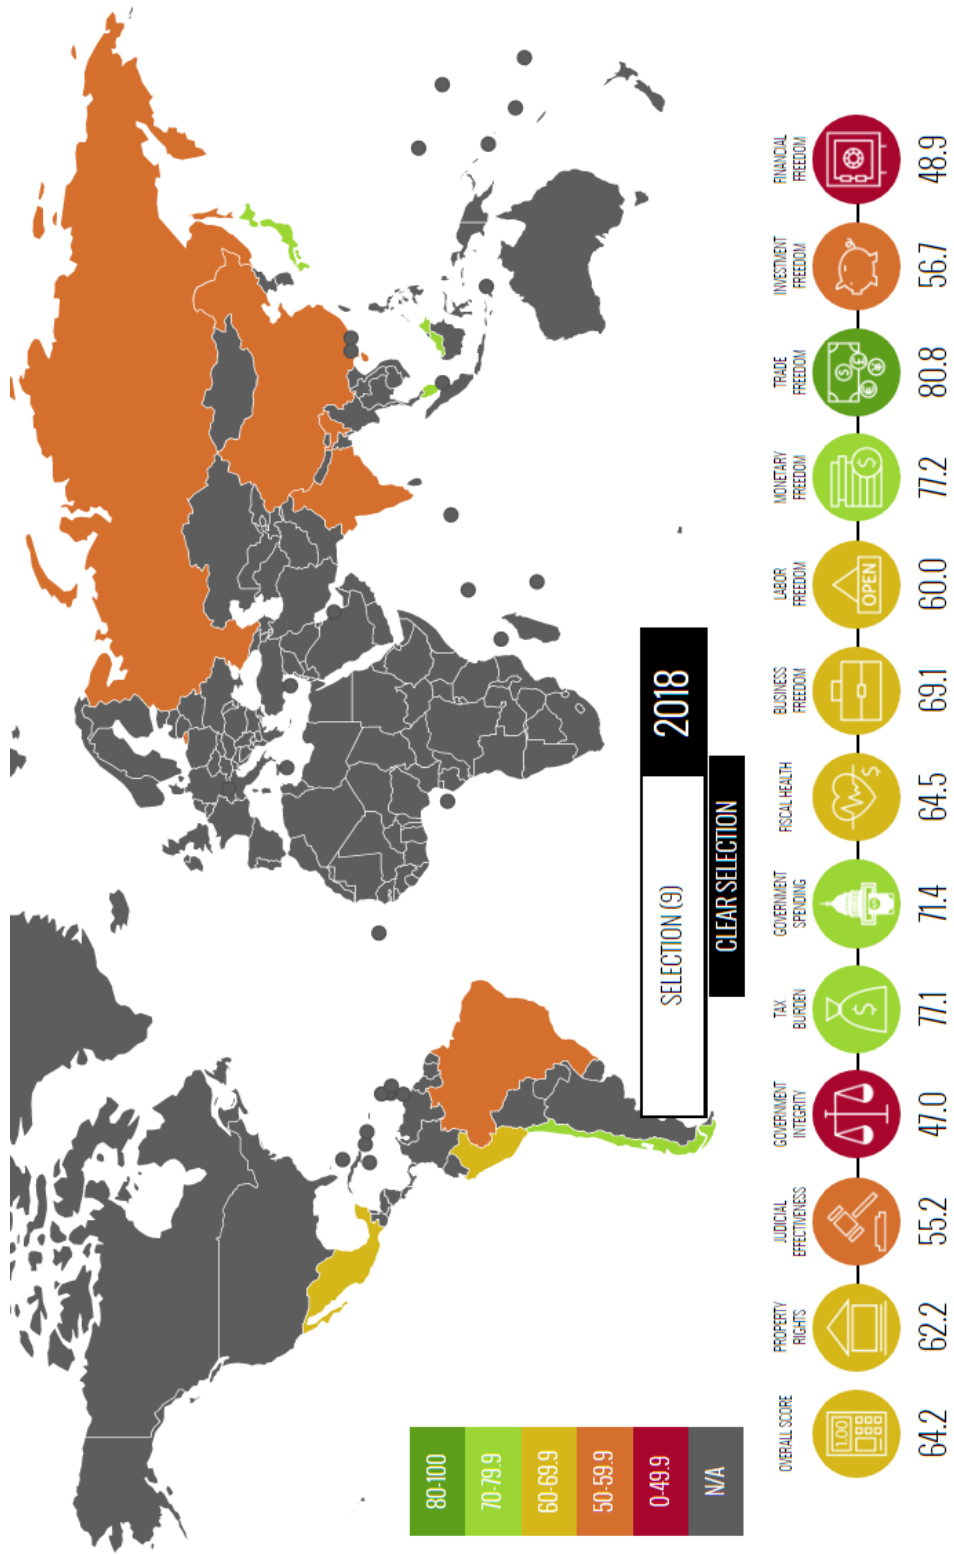 80-100
70-79.9
60-69.9
50-59.9
0-49.9
N/A
SELECTION (9)
2018
CLEAR SELECTION
OVERALL SCORE
100
64.2
PROPERTY
RIGHTS
62.2
JUDICIAL
EFFECTIVENESS
55.2
GOVERNMENT
INTEGRITY
47.0
TAX
BURDEN
$
77.1
GOVERNMENT
SPENDING
$
71.4
FISCAL HEALTH
$
64.5
BUSINESS
FREEDOM
69.1
LABOR
FREEDOM
OPEN
60.0
MONETARY
FREEDOM
$
77.2
TRADE
FREEDOM
$ £
€ ¥
80.8
INVESTMENT
FREEDOM
56.7
FINANCIAL
FREEDOM
48.9